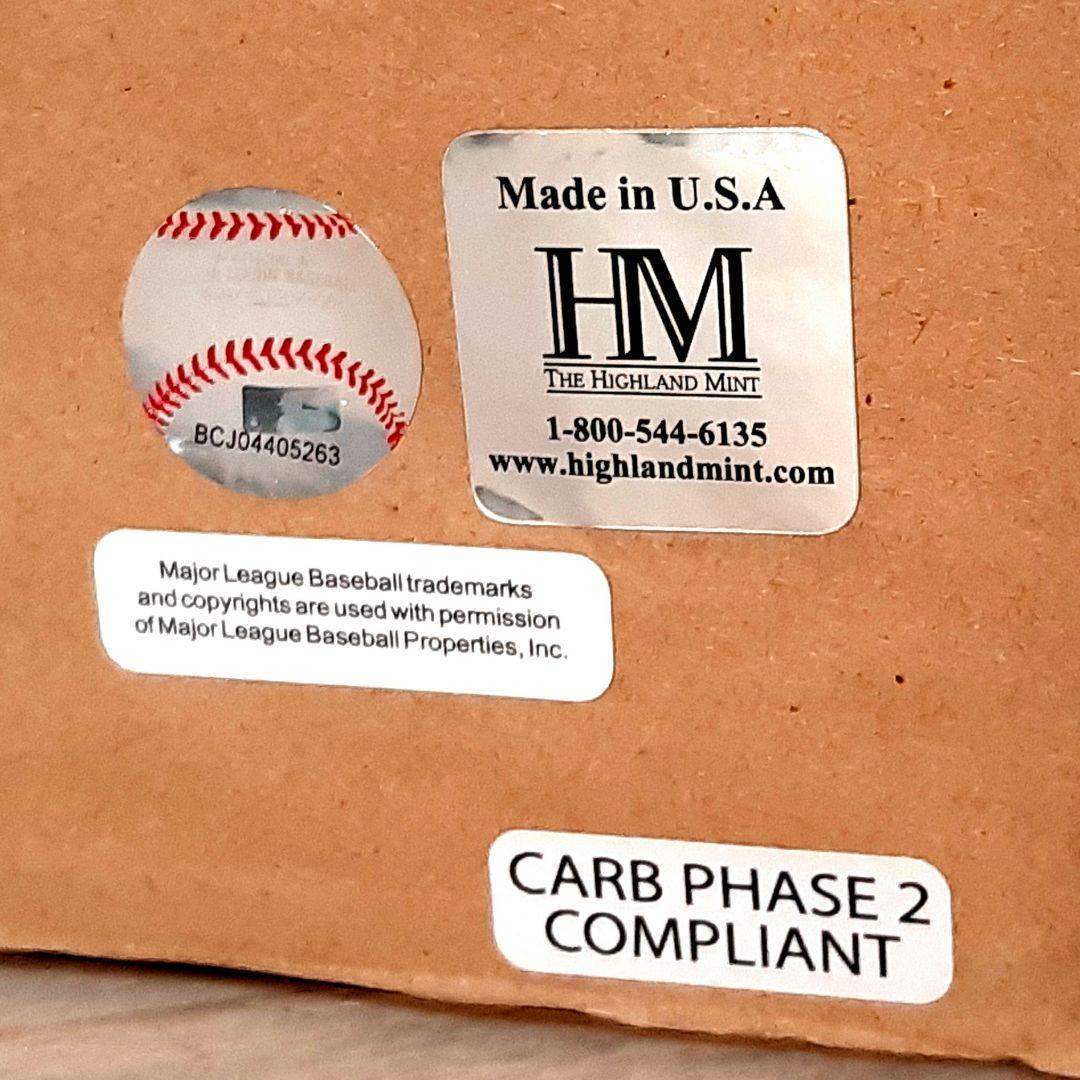 Made in U.S.A
HM
THE HIGHLAND MINT
1-800-544-6135
www.highlandmint.com
BCJ04405263
Major League Baseball trademarks
and copyrights are used with permission
of Major League Baseball Properties, Inc.
CARB PHASE 2
COMPLIANT